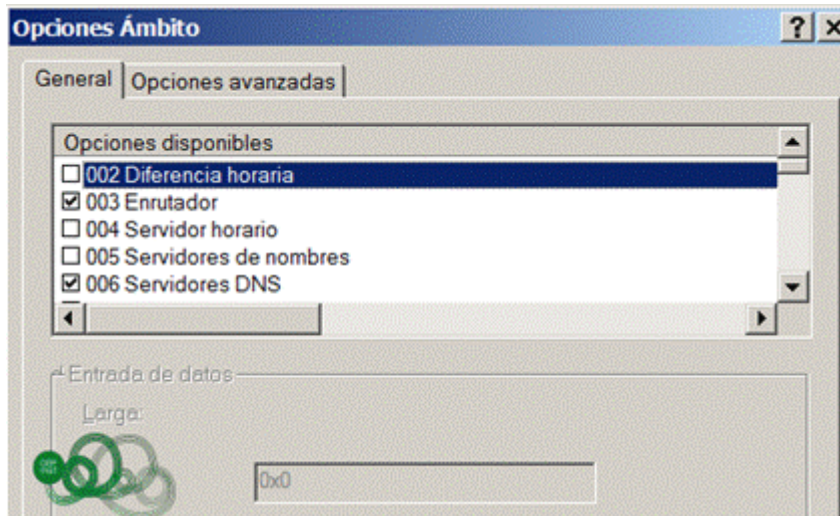 Opciones Ámbito
General
Opciones avanzadas
Opciones disponibles
002 Diferencia horaria
003 Enrutador
004 Servidor horario
005 Servidores de nombres
006 Servidores DNS
Entrada de datos
Larga:
0x0